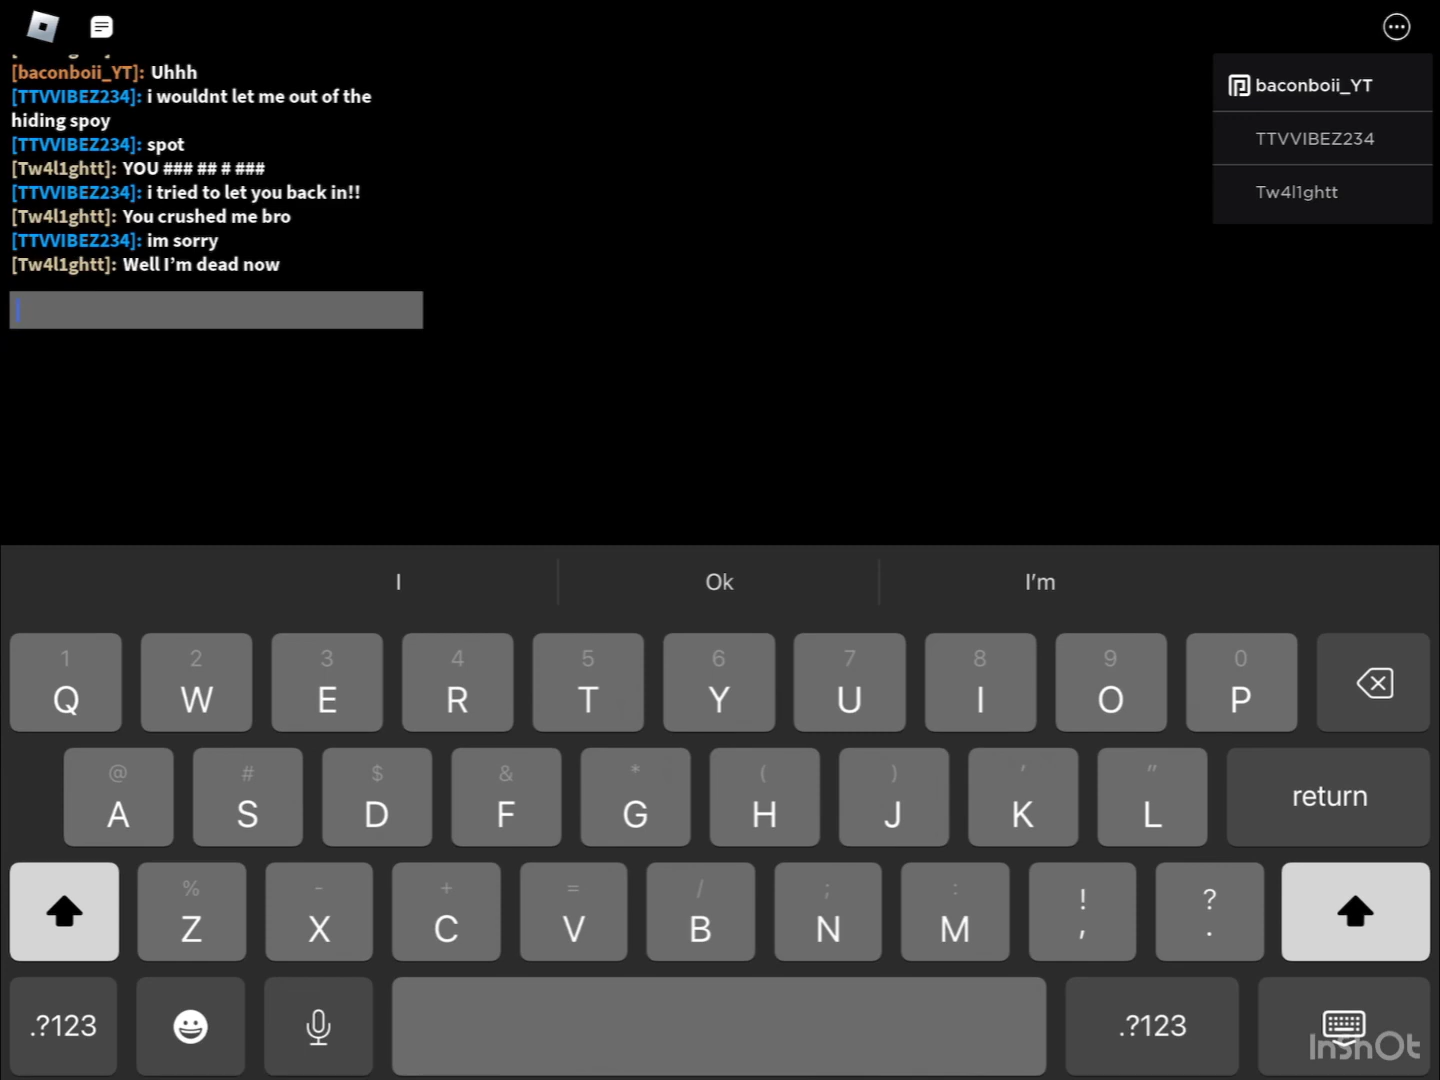 [baconboii_YT]: Uhhh
[TTVVIBEZ234]: i wouldnt let me out of the
hiding spoy
[TTVVIBEZ234]: spot
[Tw4l1ghtt]: YOU ### ## # ###
[TTVVIBEZ234]: i tried to let you back in!!
[Tw4l1ghtt]: You crushed me bro
[TTVVIBEZ234]: im sorry
[Tw4l1ghtt]: Well I’m dead now
baconboii_YT
TTVVIBEZ234
Tw4l1ghtt
I Ok I'm
1 2 3 4 5 6 7 8 9 0
Q W E R T Y U I O P
@ # $ & * ( ) ' "
A S D F G H J K L return
% - + = / ; : ! ?
Z X C V B N M , .
.?123 .?123
InShOt